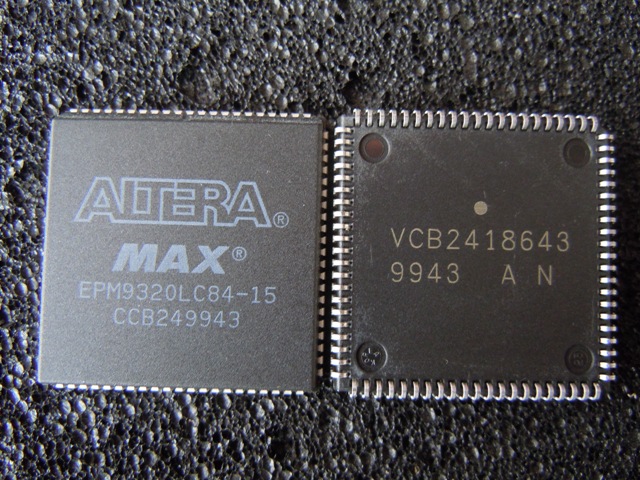 ALTERA®
MAX®
EPM9320LC84-15
CCB249943
VCB2418643
9943 A N